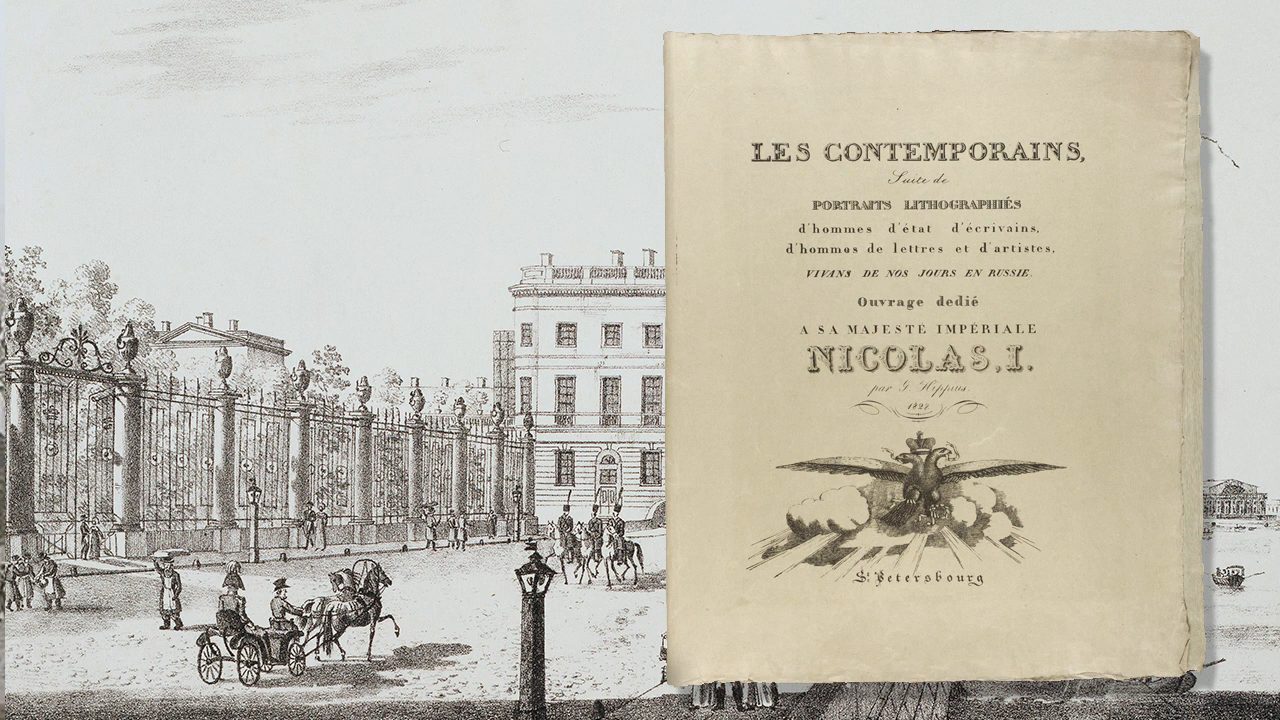 LES CONTEMPORAINS,
Suite de
PORTRAITS LITHOGRAPHIÉS
d'hommes d'état d'écrivains,
d'hommes de lettres et d'artistes,
VIVANS DE NOS JOURS EN RUSSIE.
Ouvrage dedié
A SA MAJESTÉ IMPÉRIALE
NICOLAS, I.
par G. Hippius.
St Petersbourg